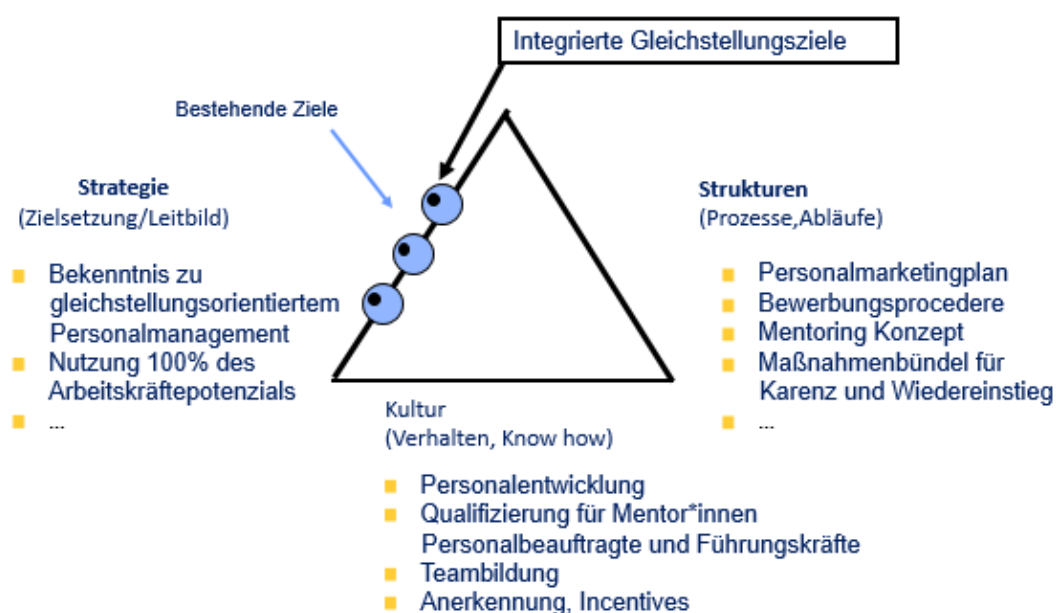 Integrierte Gleichstellungsziele
Bestehende Ziele
Strategie
(Zielsetzung/Leitbild)
Bekenntnis zu
gleichstellungsorientiertem
Personalmanagement
Nutzung 100% des
Arbeitskräftepotenzials
...
Strukturen
(Prozesse,Abläufe)
Personalmarketingplan
Bewerbungsprocedere
Mentoring Konzept
Maßnahmenbündel für
Karenz und Wiedereinstieg
...
Kultur
(Verhalten, Know how)
Personalentwicklung
Qualifizierung für Mentor*innen
Personalbeauftragte und Führungskräfte
Teambildung
Anerkennung, Incentives